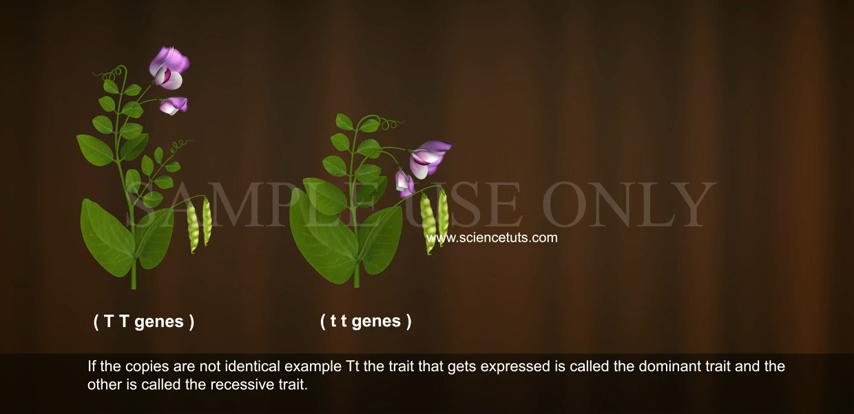 SAMPLE USE ONLY
www.sciencetuts.com
( T T genes ) ( t t genes )
If the copies are not identical example Tt the trait that gets expressed is called the dominant trait and the
other is called the recessive trait.